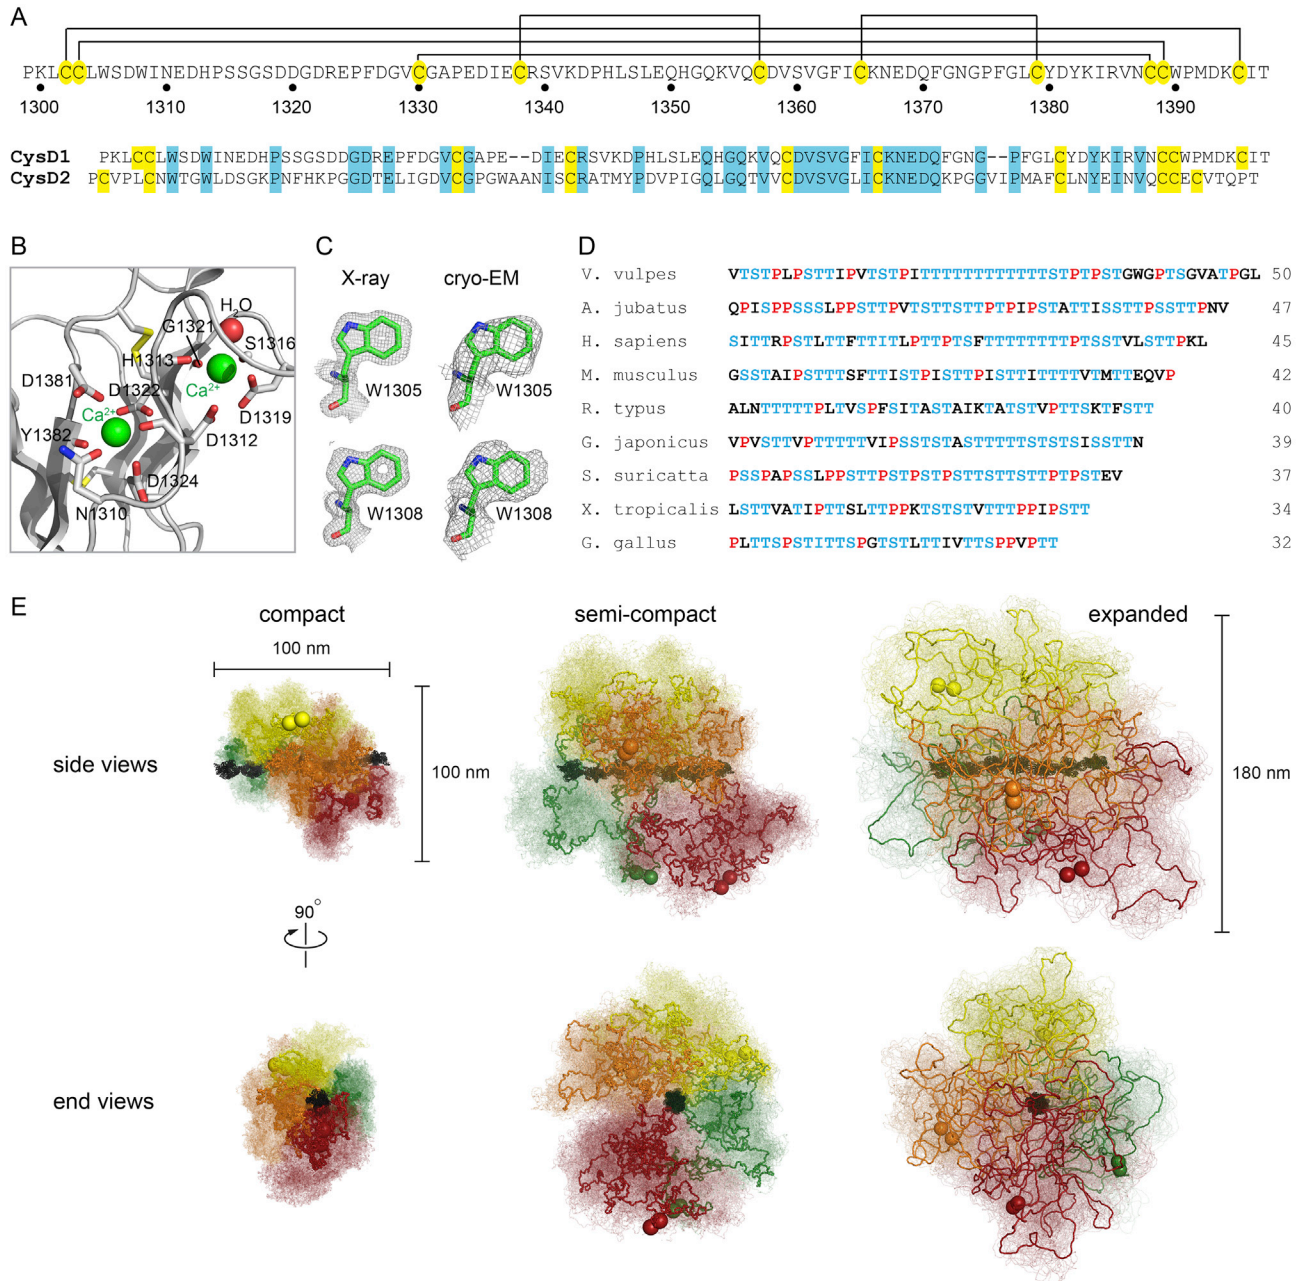 A
PKLCCLWSDWINEDHPSSGSDDGDREPFDGVCGAPEDIECRSVKDPHLSLEQHGQKVQCDVSVGFICKNEDQFGNGPFGLCYDYKIRVNCCWPMDKCIT
1300 1310 1320 1330 1340 1350 1360 1370 1380 1390
CysD1 PKLCCLWSDWINEDHPSSGSDDGDREPFDGVCGAPE--DIECRSVKDPHLSLEQHGQKVQCDVSVGFICKNEDQFGNG--PFGLCYDYKIRVNCCWPMDKCIT
CysD2 PCVPLCNWTGWLDSGKPNFHKPGGDTELIGDVCGPGWAANISCRATMYPDVPIGQLGQTVVCDVSVGLICKNEDQKPGGVIPMAFCLNYEINVQCCECVTQPT
B
H2O
G1321
S1316
H1313
D1381
D1322
Ca2+
D1319
Ca2+
D1312
Y1382
D1324
N1310
C
X-ray cryo-EM
W1305 W1305
W1308 W1308
D
V. vulpes VTSTPLPSTTIPVTSTPITTTTTTTTTTTTSTPTPSTGWGPTSGVATPGL 50
A. jubatus QPISPPSSSLPPSTTPVTSTTSTTPTPIPSTATTISSTTPSSTTPNV 47
H. sapiens SITTRPSTLTTFTTITLPTTPTSFTTTTTTTTPTSSTVLSTTPKL 45
M. musculus GSSTAIPSTTTSFTTISTPISTTPISTTITTTTVTMTTEQVP 42
R. typus ALNTTTTTPLTVSPFSITASTAIKTATSTVPTTSKTFSTT 40
G. japonicus VPVSTTVPTTTTTVIPSSTSTASTTTTTSTSTSISSTTN 39
S. suricatta PSSPAPSSLPPSTTPSTPSTPSTTSTTSTSTTPTPSTEV 37
X. tropicalis LSTTVATIPTTSLTTPPKTSTSTVTTTPPIPSTT 34
G. gallus PLTTSPSTITTSPGTSTLTTIVTTSPPVPTT 32
E
compact semi-compact expanded
100 nm
side views
100 nm
180 nm
90°
end views